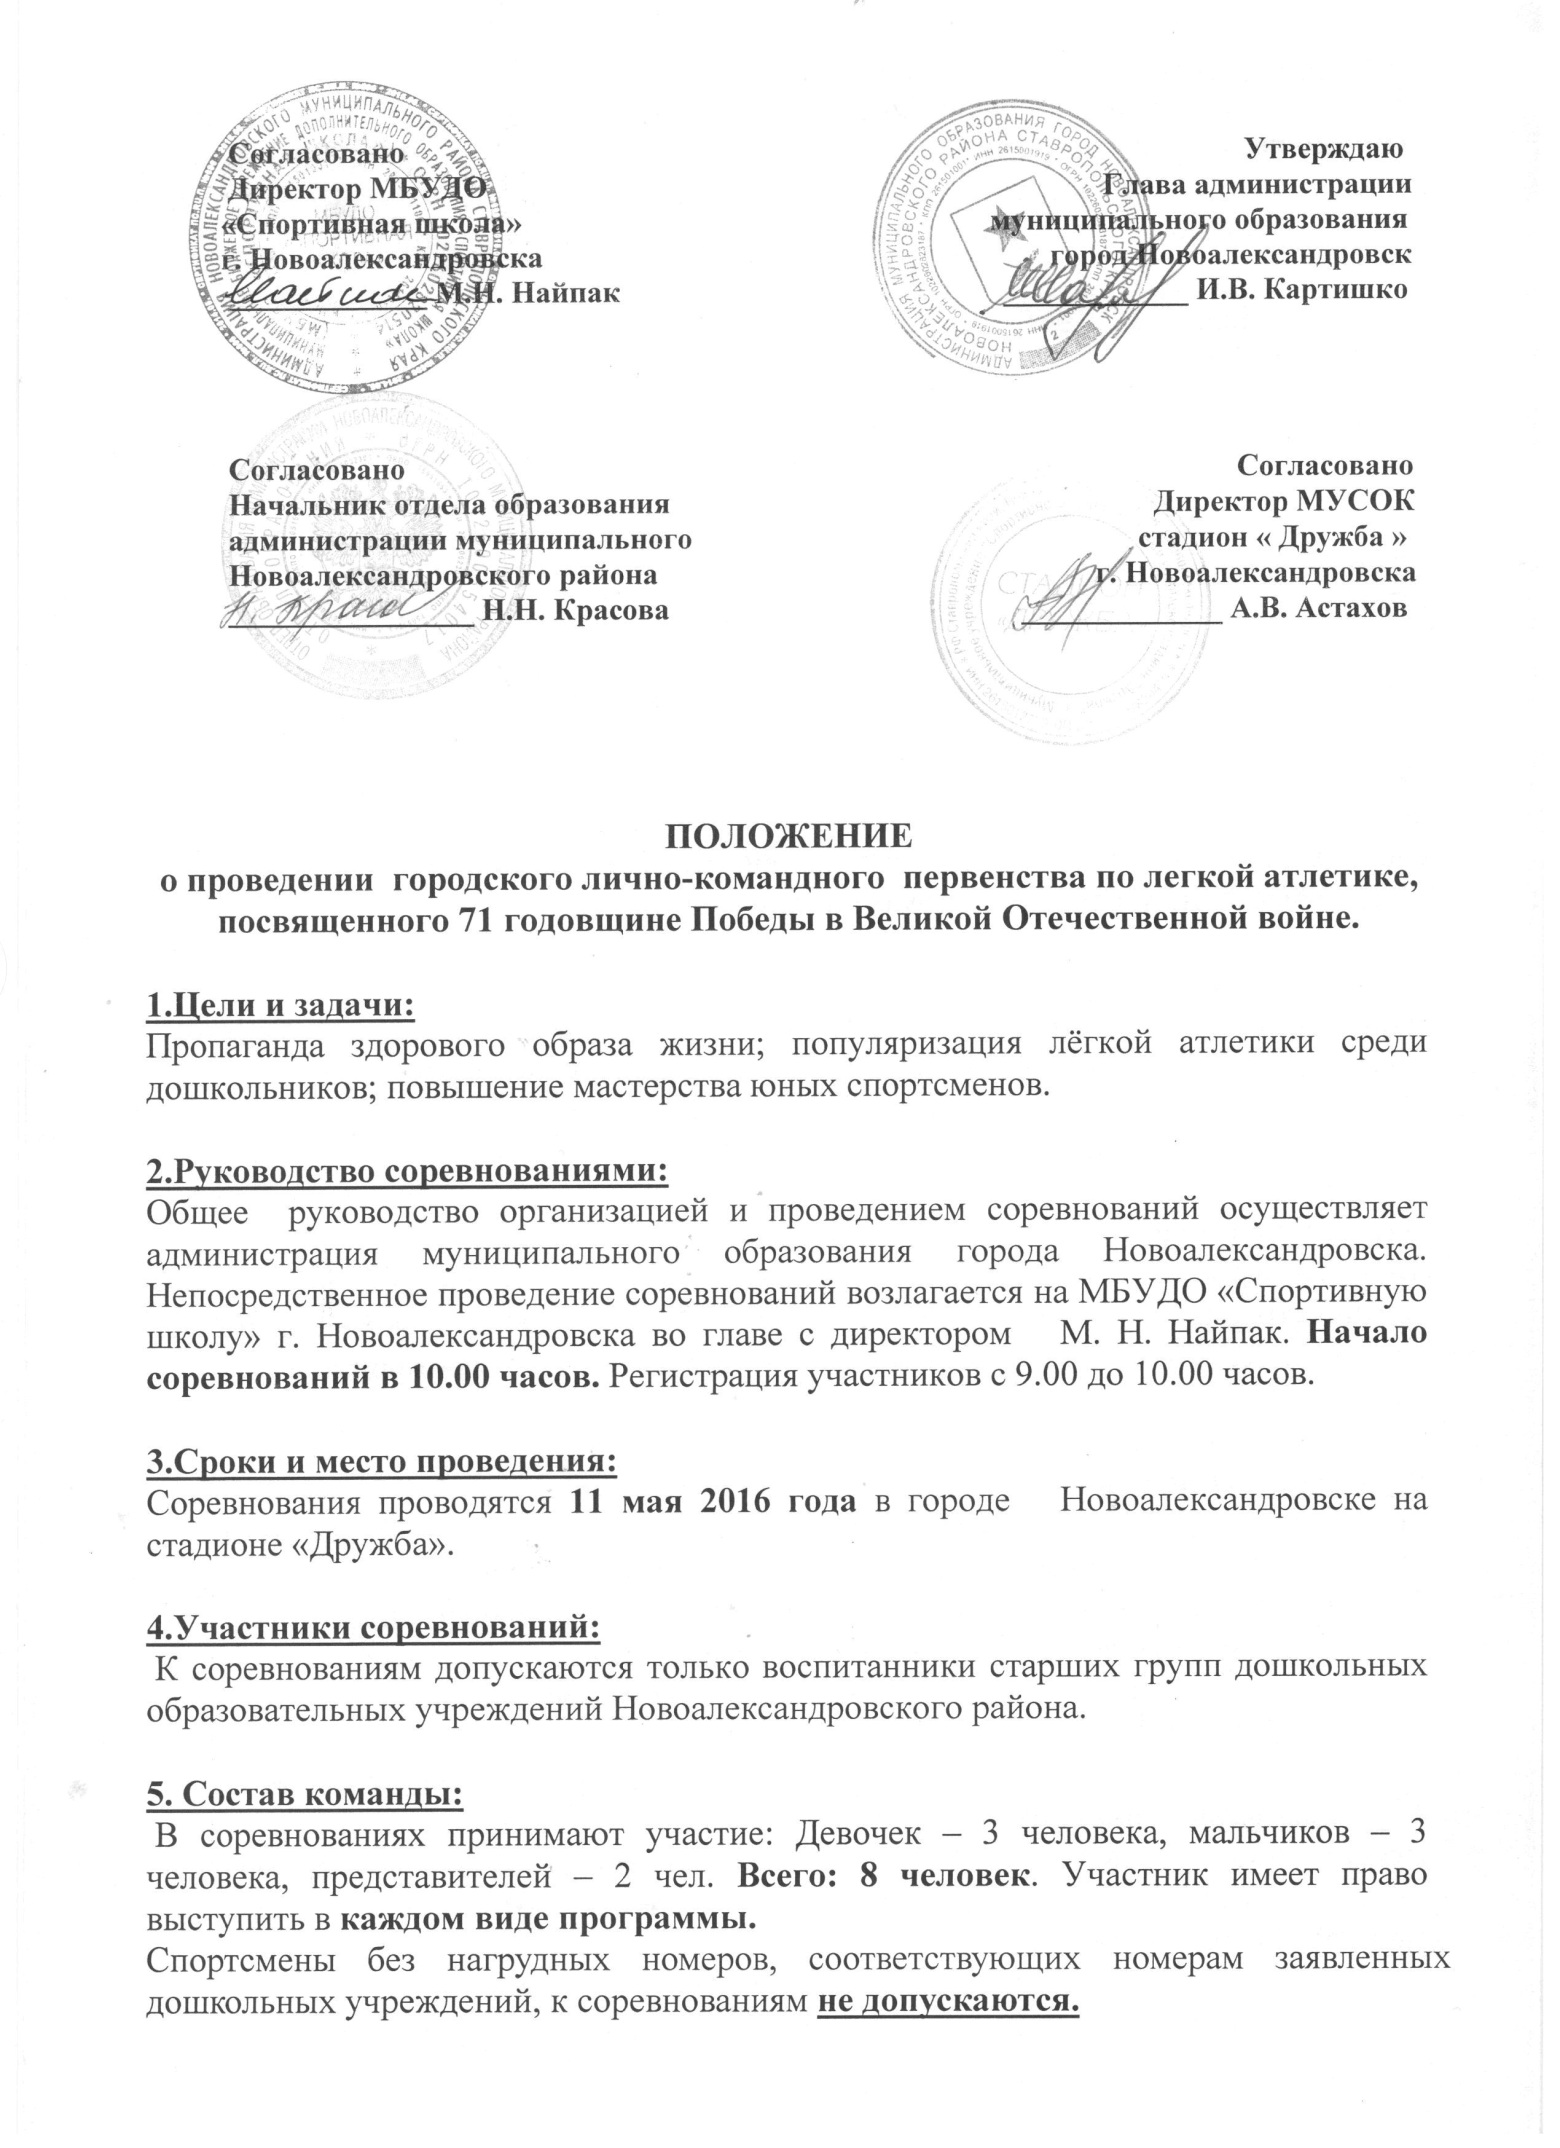 Согласовано
Директор МБУДО
«Спортивная школа»
г. Новоалександровска
М.Н. Найпак
Утверждаю
Глава администрации
муниципального образования
город Новоалександровск
И.В. Картишко
Согласовано
Начальник отдела образования
администрации муниципального
Новоалександровского района
Н.Н. Красова
Согласовано
Директор МУСОК
стадион « Дружба »
г. Новоалександровска
А.В. Астахов
ПОЛОЖЕНИЕ
о проведении городского лично-командного первенства по легкой атлетике,
посвященного 71 годовщине Победы в Великой Отечественной войне.
1.Цели и задачи:
Пропаганда здорового образа жизни; популяризация лёгкой атлетики среди
дошкольников; повышение мастерства юных спортсменов.
2.Руководство соревнованиями:
Общее руководство организацией и проведением соревнований осуществляет
администрация муниципального образования города Новоалександровска.
Непосредственное проведение соревнований возлагается на МБУДО «Спортивную
школу» г. Новоалександровска во главе с директором М. Н. Найпак. Начало
соревнований в 10.00 часов. Регистрация участников с 9.00 до 10.00 часов.
3.Сроки и место проведения:
Соревнования проводятся 11 мая 2016 года в городе Новоалександровске на
стадионе «Дружба».
4.Участники соревнований:
К соревнованиям допускаются только воспитанники старших групп дошкольных
образовательных учреждений Новоалександровского района.
5. Состав команды:
В соревнованиях принимают участие: Девочек – 3 человека, мальчиков – 3
человека, представителей – 2 чел. Всего: 8 человек. Участник имеет право
выступить в каждом виде программы.
Спортсмены без нагрудных номеров, соответствующих номерам заявленных
дошкольных учреждений, к соревнованиям не допускаются.